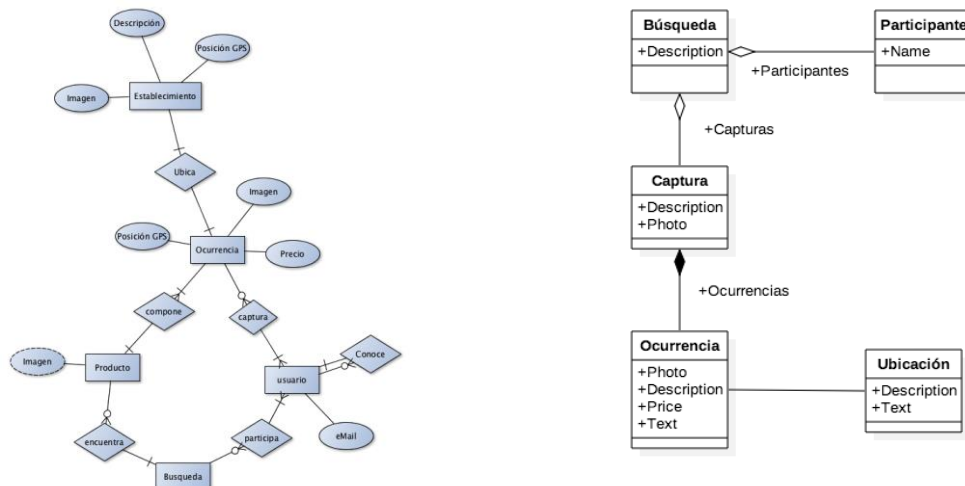 Descripción
Posición GPS
Imagen
Establecimiento
Ubica
Imagen
Posición GPS
Ocurrencia
Precio
compone
captura
Conoce
Imagen
Producto
usuario
encuentra
participa
eMail
Busqueda
Búsqueda
+Description
Participante
+Name
+Participantes
+Capturas
Captura
+Description
+Photo
+Ocurrencias
Ocurrencia
+Photo
+Description
+Price
+Text
Ubicación
+Description
+Text